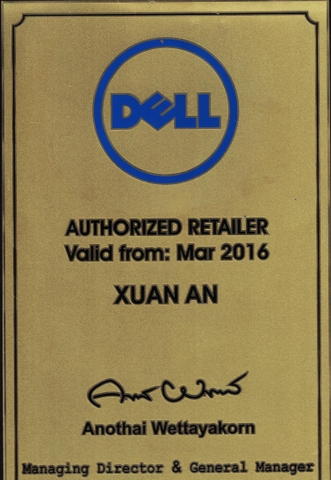 DELL
AUTHORIZED RETAILER
Valid from: Mar 2016
XUAN AN
Anothai Wettayakorn
Managing Director & General Manager